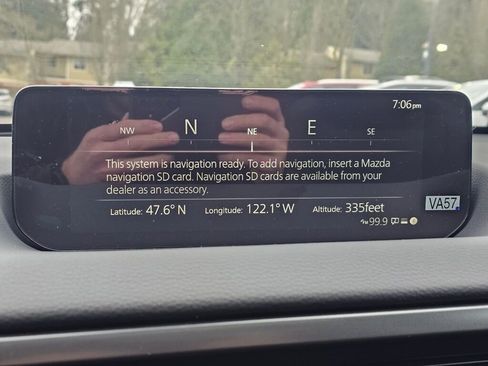 7:06pm
NW N NE E SE
This system is navigation ready. To add navigation, insert a Mazda
navigation SD card. Navigation SD cards are available from your
dealer as an accessory.
Latitude: 47.6° N Longitude: 122.1° W Altitude: 335feet
99.9
VA57